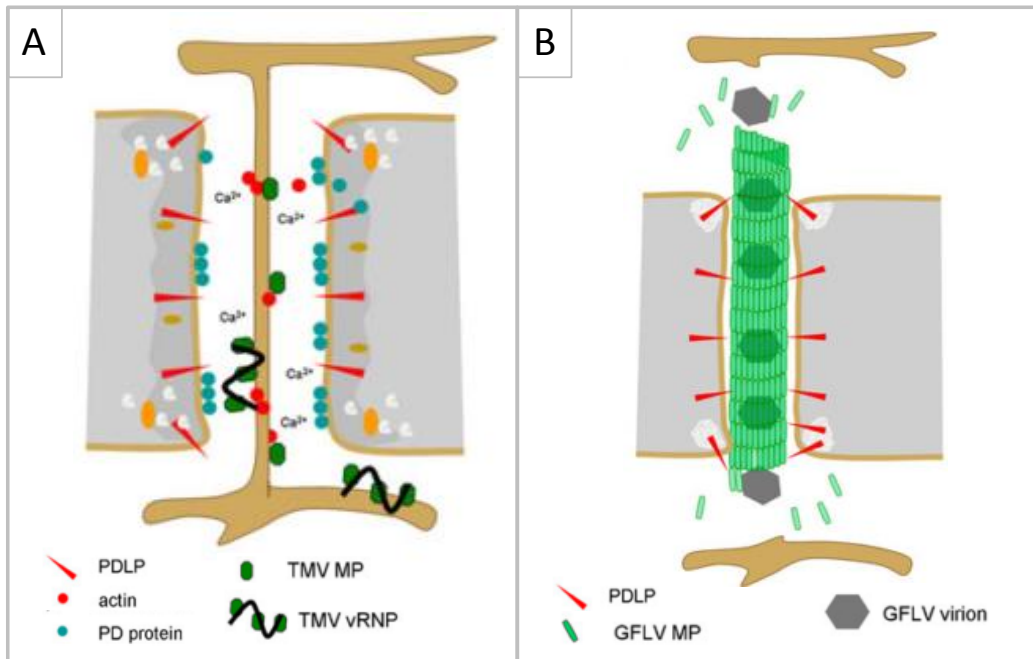 A
Ca2+
Ca2+
Ca2+
Ca2+
Ca2+
PDLP
actin
PD protein
TMV MP
TMV vRNP
B
PDLP
GFLV MP
GFLV virion